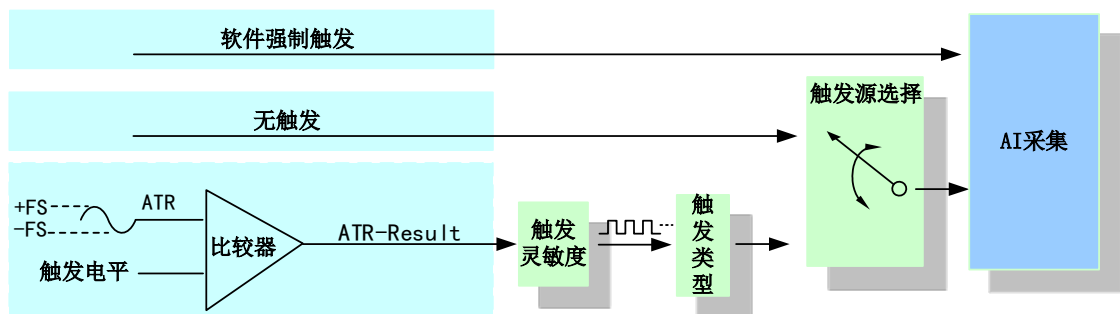 软件强制触发
无触发
触发源选择
AI采集
+FS
-FS
ATR
比较器
触发电平
ATR-Result
触发
灵敏度
触
发
类
型